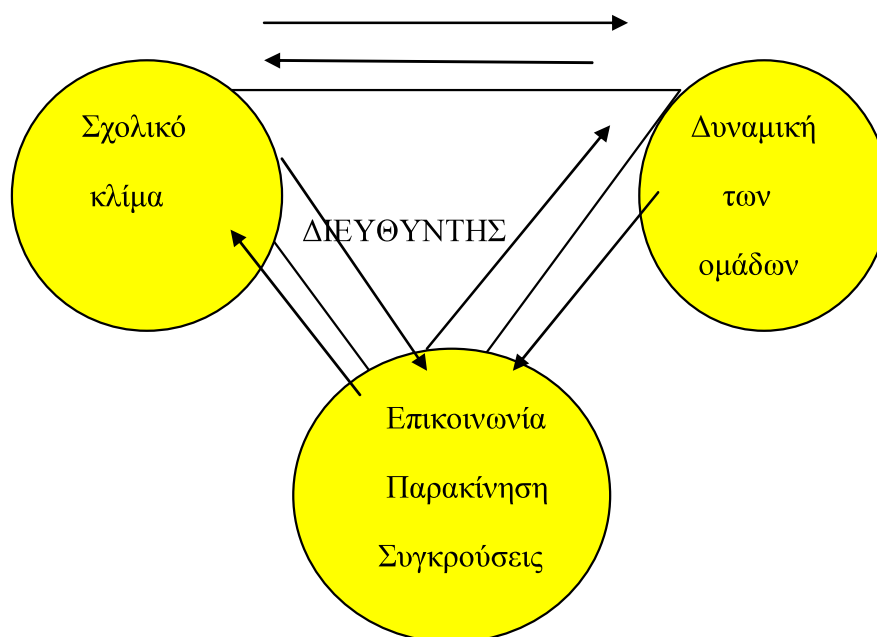 Σχολικό
κλίμα
Δυναμική
των
ομάδων
ΔΙΕΥΘΥΝΤΗΣ
Επικοινωνία
Παρακίνηση
Συγκρούσεις